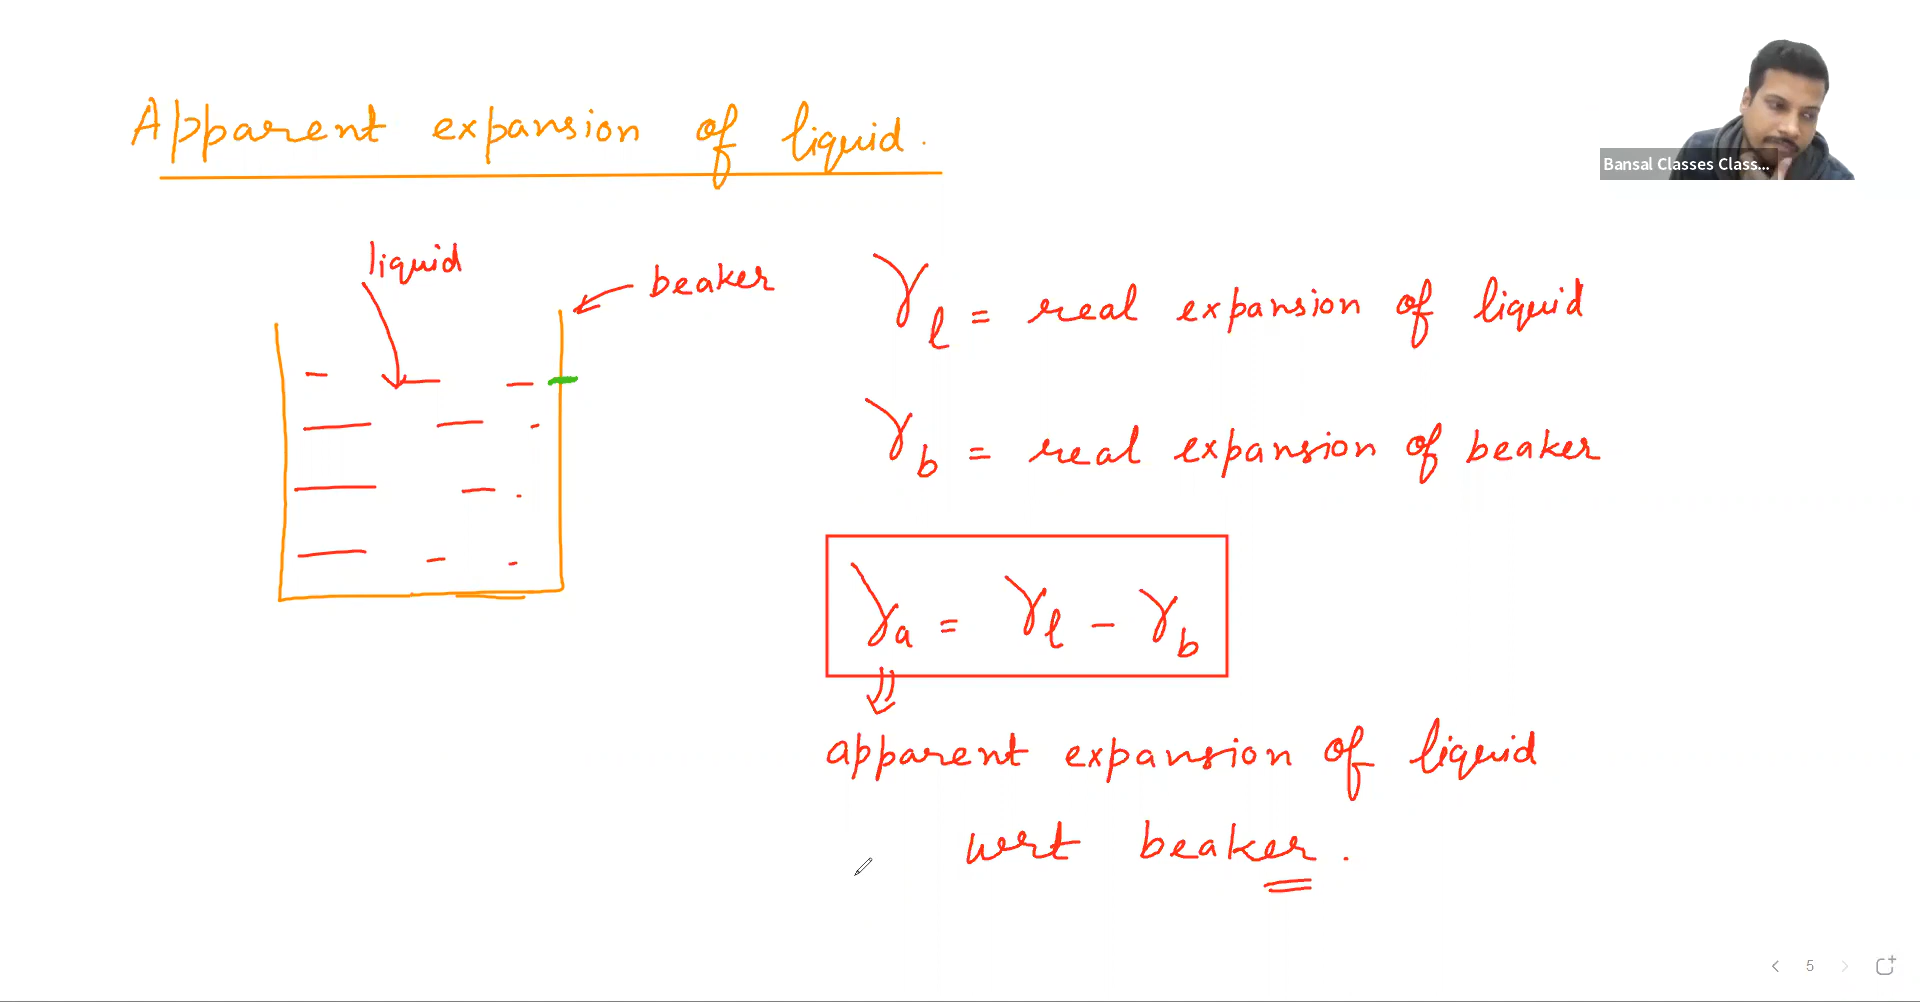 Apparent expansion of liquid.
Bansal Classes Class...
liquid
beaker
γl = real expansion of liquid
γb = real expansion of beaker
γa = γl - γb
apparent expansion of liquid
wrt beaker.
5